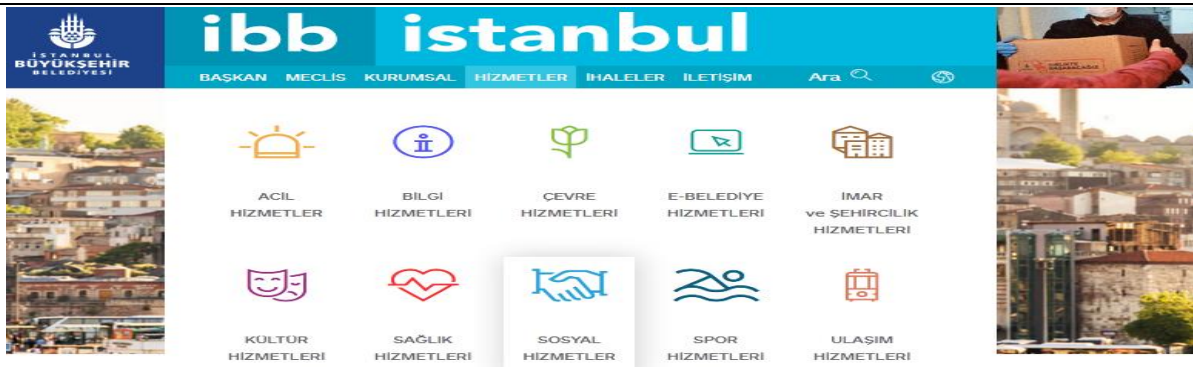 İSTANBUL
BÜYÜKŞEHİR
BELEDİYESİ
ibb istanbul
BAŞKAN MECLİS KURUMSAL HİZMETLER İHALELER İLETİŞİM Ara
ACİL
HİZMETLER
BİLGİ
HİZMETLERİ
ÇEVRE
HİZMETLERİ
E-BELEDİYE
HİZMETLERİ
İMAR
ve ŞEHİRCİLİK
HİZMETLERİ
KÜLTÜR
HİZMETLERİ
SAĞLIK
HİZMETLERİ
SOSYAL
HİZMETLER
SPOR
HİZMETLERİ
ULAŞIM
HİZMETLERİ